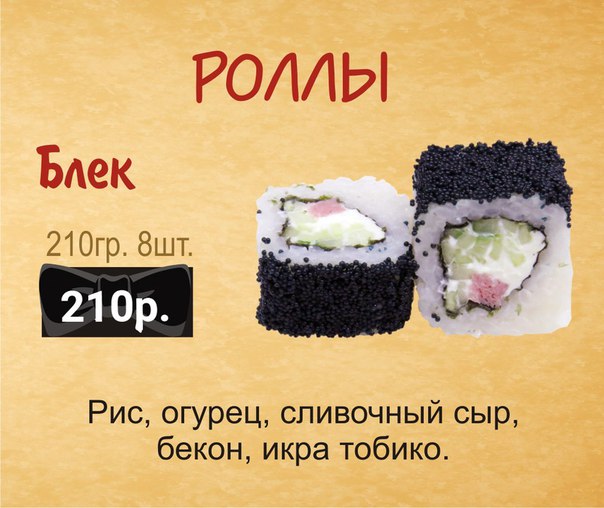 РОЛЛЫ
Блек
210гр. 8шт.
210р.
Рис, огурец, сливочный сыр,
бекон, икра тобико.